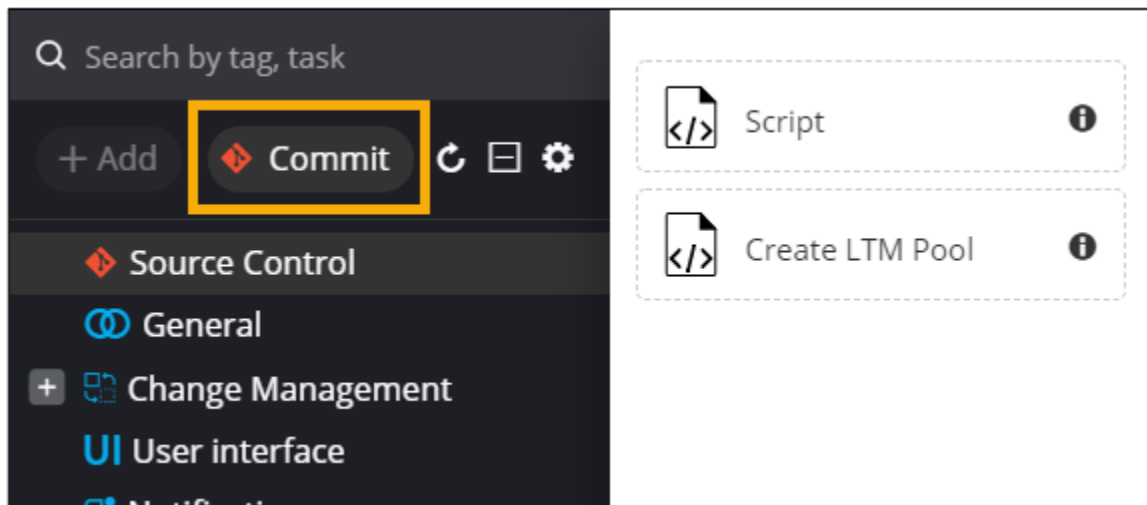 Search by tag, task
+ Add
Commit
Source Control
General
Change Management
UI User interface
Script
Create LTM Pool